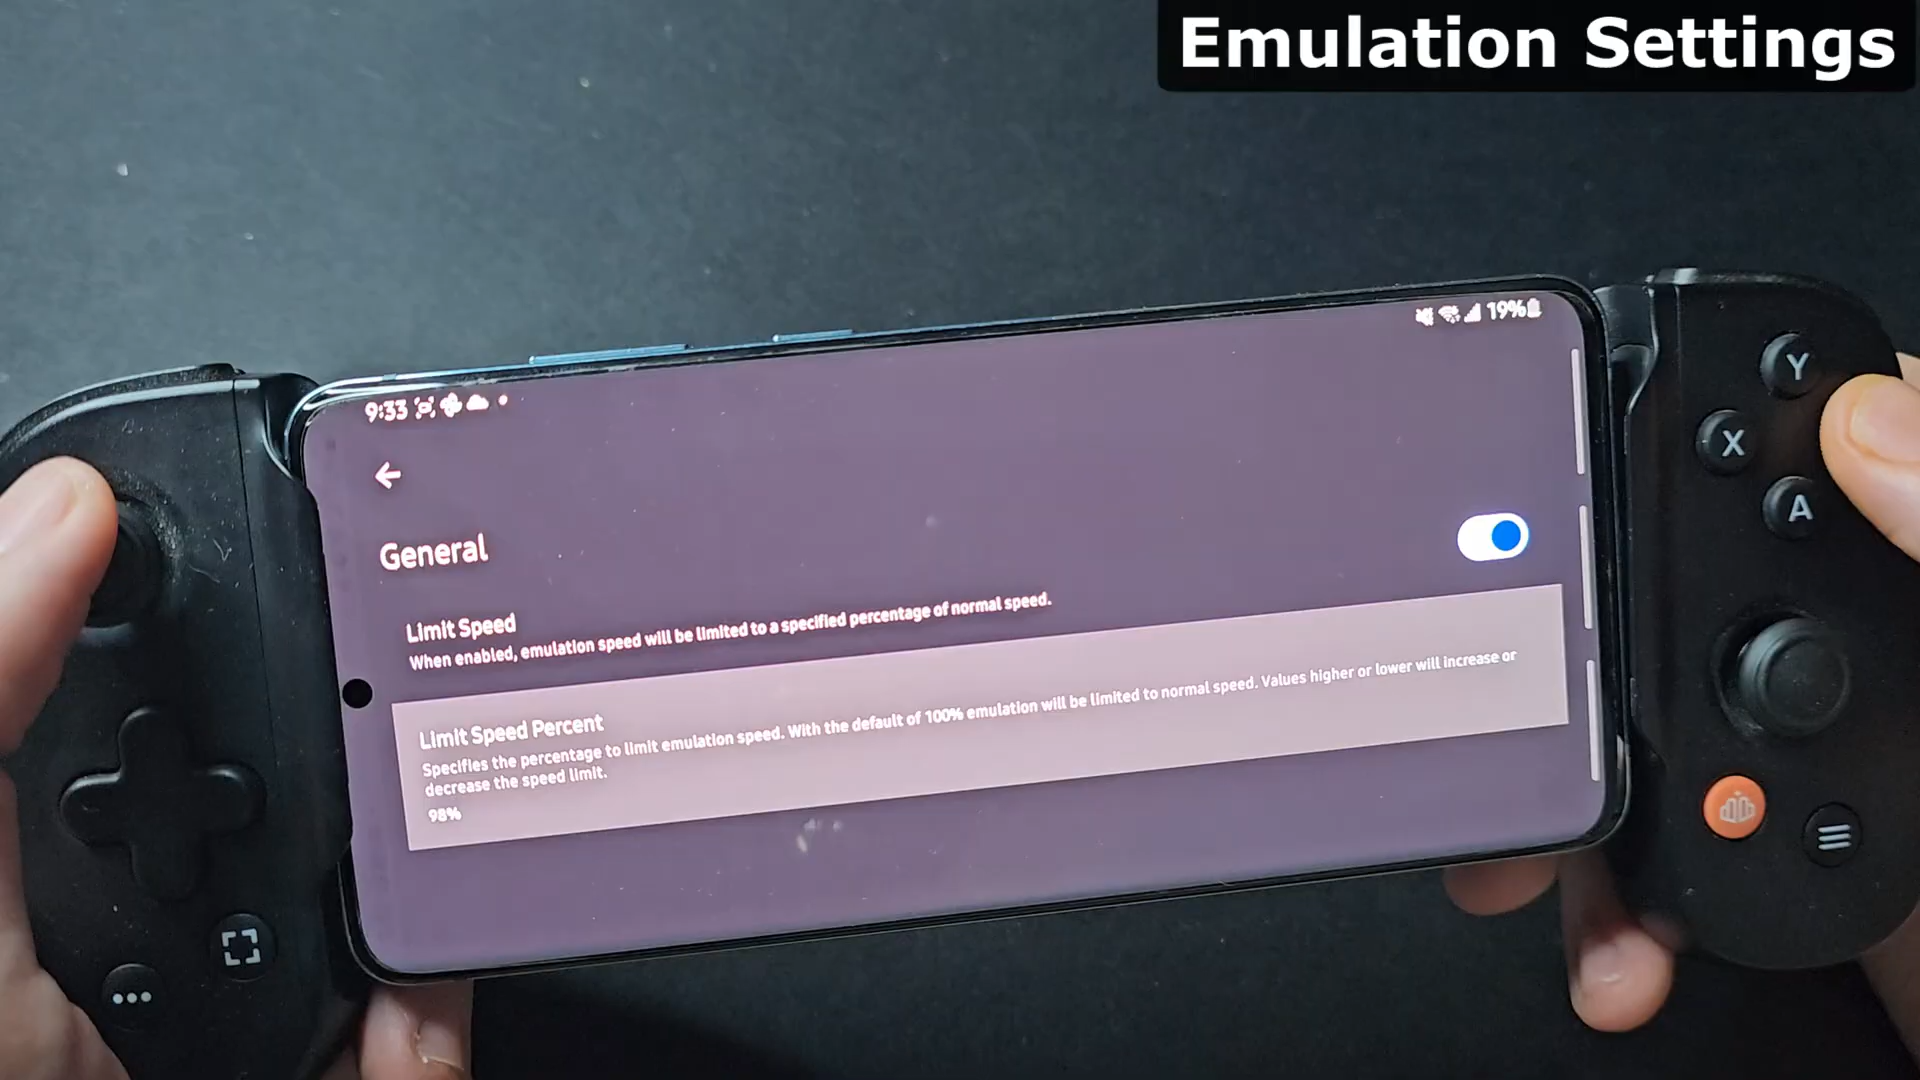 Emulation Settings
9:33
19%
General
Limit Speed
When enabled, emulation speed will be limited to a specified percentage of normal speed.
Limit Speed Percent
Specifies the percentage to limit emulation speed. With the default of 100% emulation will be limited to normal speed. Values higher or lower will increase or
decrease the speed limit.
98%
Y
X
A